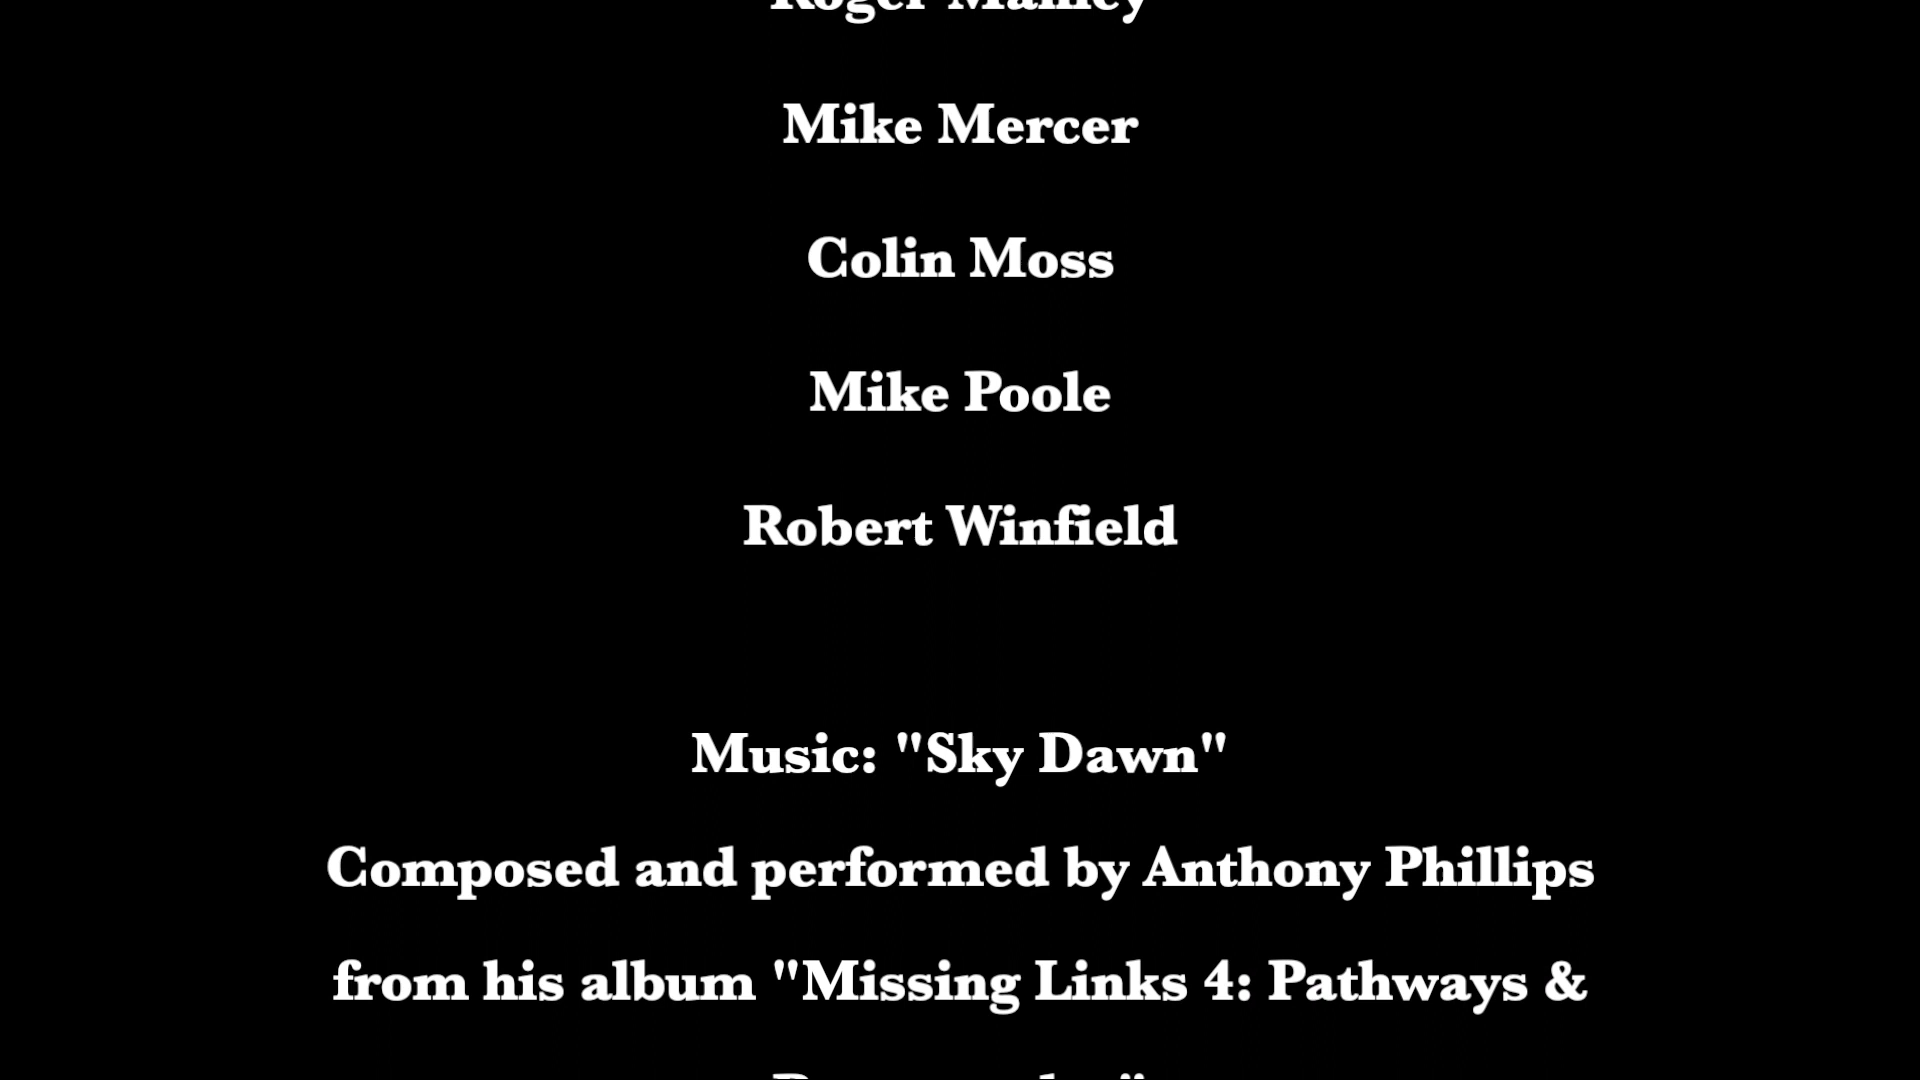 Roger
Mike Mercer
Colin Moss
Mike Poole
Robert Winfield
Music: "Sky Dawn"
Composed and performed by Anthony Phillips
from his album "Missing Links 4: Pathways &